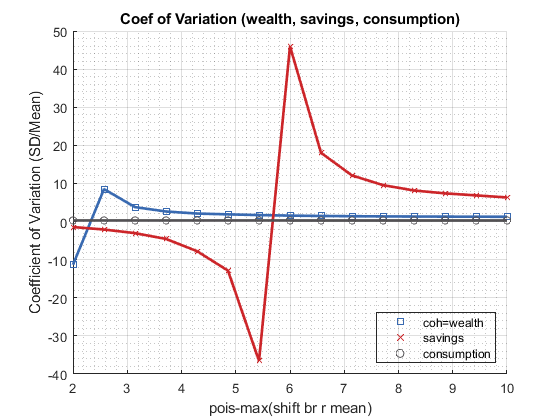 Coef of Variation (wealth, savings, consumption)
Coefficient of Variation (SD/Mean)
50
40
30
20
10
0
-10
-20
-30
-40
2 3 4 5 6 7 8 9 10
pois-max(shift br r mean)
coh=wealth
savings
consumption